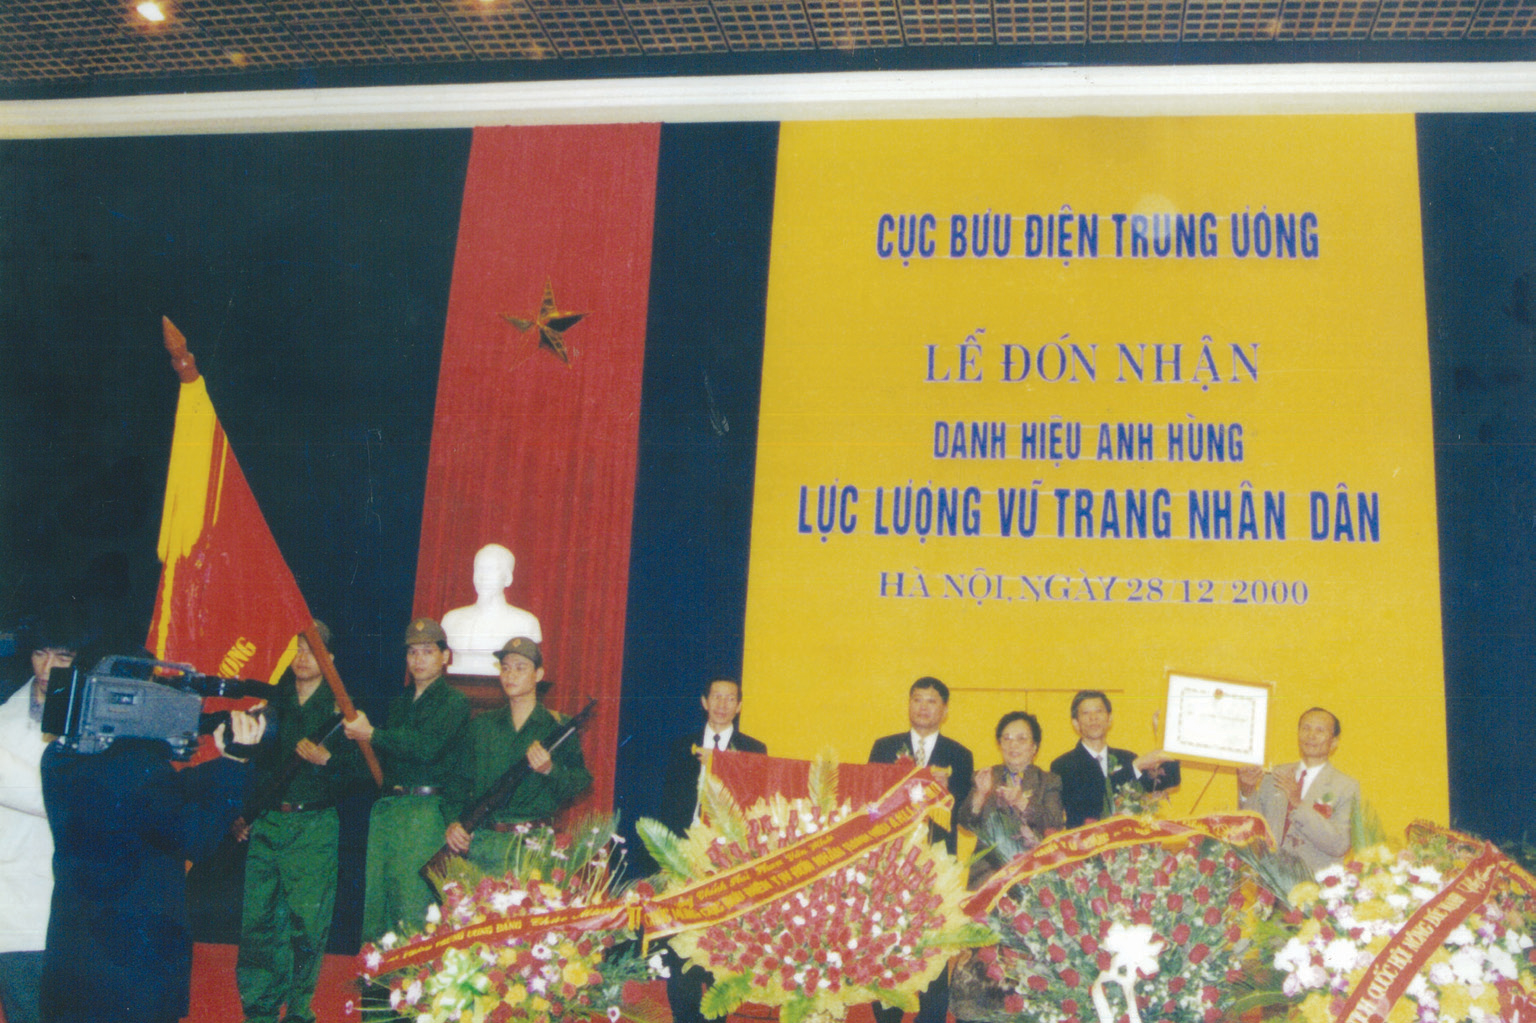 CỤC BƯU ĐIỆN TRUNG ƯƠNG
LỄ ĐÓN NHẬN
DANH HIỆU ANH HÙNG
LỰC LƯỢNG VŨ TRANG NHÂN DÂN
HÀ NỘI, NGÀY 28 12 2000